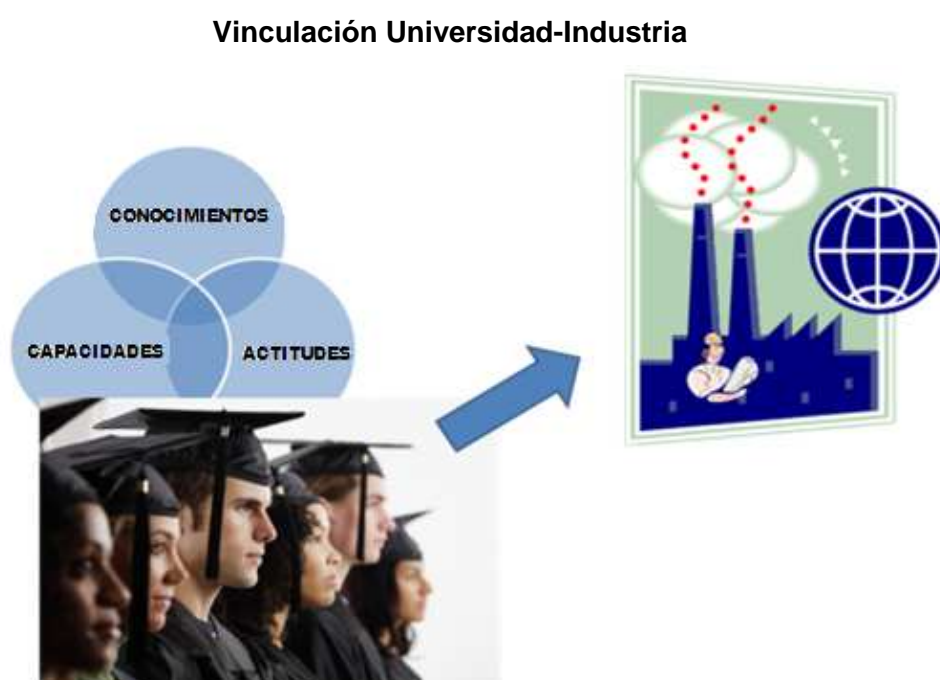 Vinculación Universidad-Industria
CONOCIMIENTOS
CAPACIDADES
ACTITUDES